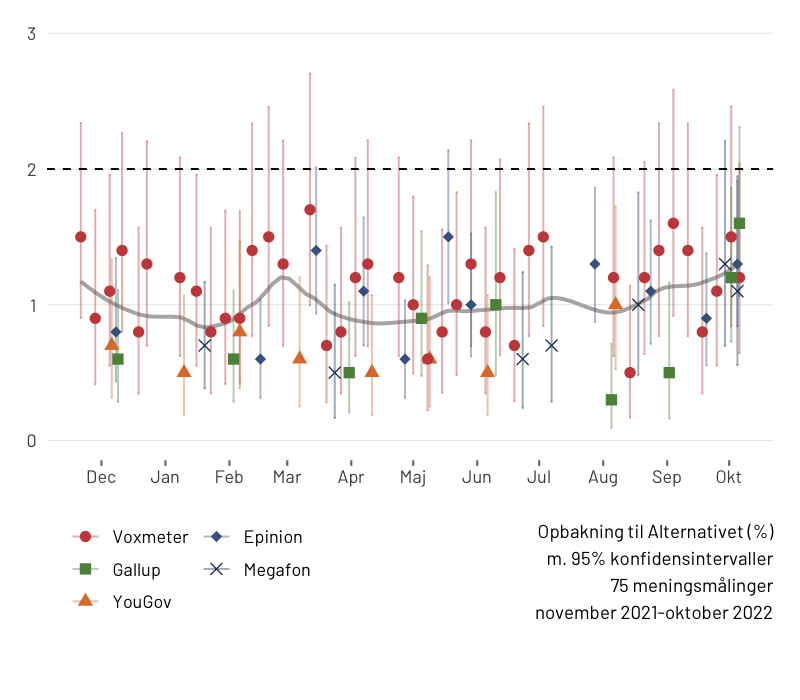 3
2
1
0
Dec Jan Feb Mar Apr Maj Jun Jul Aug Sep Okt
Voxmeter Epinion
Gallup Megafon
YouGov
Opbakning til Alternativet (%)
m. 95% konfidensintervaller
75 meningsmålinger
november 2021-oktober 2022